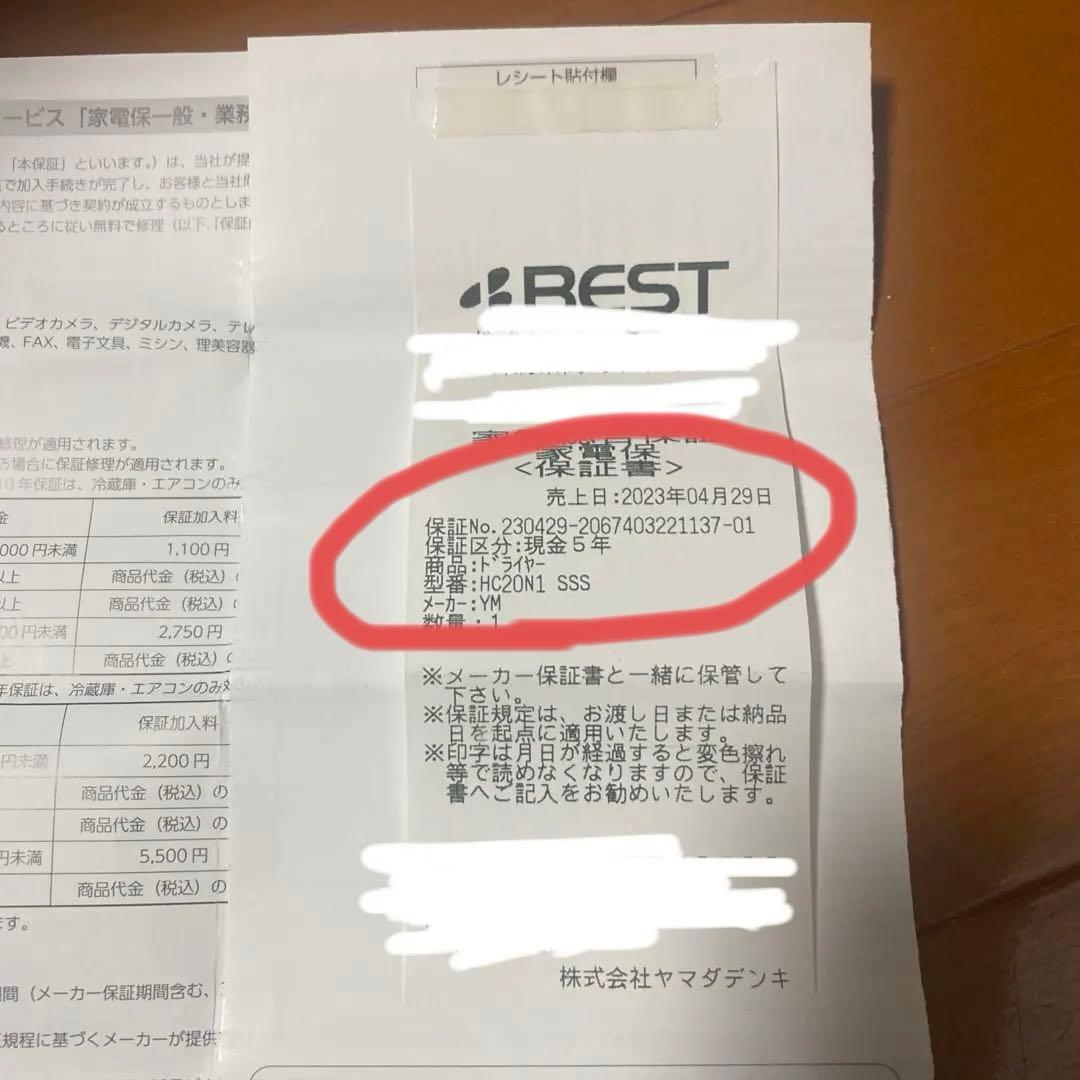 ービス「家電保一般・業務
「本保証」といいます。）は、当社が提
で加入手続きが完了し、お客様と当社間
内容に基づき契約が成立するものとしま
るところに従い無料で修理（以下、「保証
ビデオカメラ、デジタルカメラ、テレ
機、FAX、電子文具、ミシン、理美容器
修理が適用されます。
る場合に保証修理が適用されます。
年保証は、冷蔵庫・エアコンのみ
金 保証加入料
000円未満 1,100円
以上 商品代金（税込）
以上 商品代金（税込）の
00円未満 2,750円
上 商品代金（税込）
年保証は、冷蔵庫・エアコンのみ対
保証加入料
円未満 2,200円
商品代金（税込）の
商品代金（税込）の
円未満 5,500円
商品代金（税込）の
ます。
期間（メーカー保証期間含む、
規程に基づくメーカーが提供
レシート貼付欄
BEST
家電保
<保証書>
売上日:2023年04月29日
保証No.230429-2067403221137-01
保証区分:現金5年
商品:ﾄﾞﾗｲﾔｰ
型番:HC20N1 SSS
ﾒｰｶｰ:YM
数量:1
※メーカー保証書と一緒に保管して
下さい。
※保証規定は、お渡し日または納品
日を起点に適用いたします。
※印字は月日が経過すると変色擦れ
等で読めなくなりますので、保証
書へご記入をお勧めいたします。
株式会社ヤマダデンキ